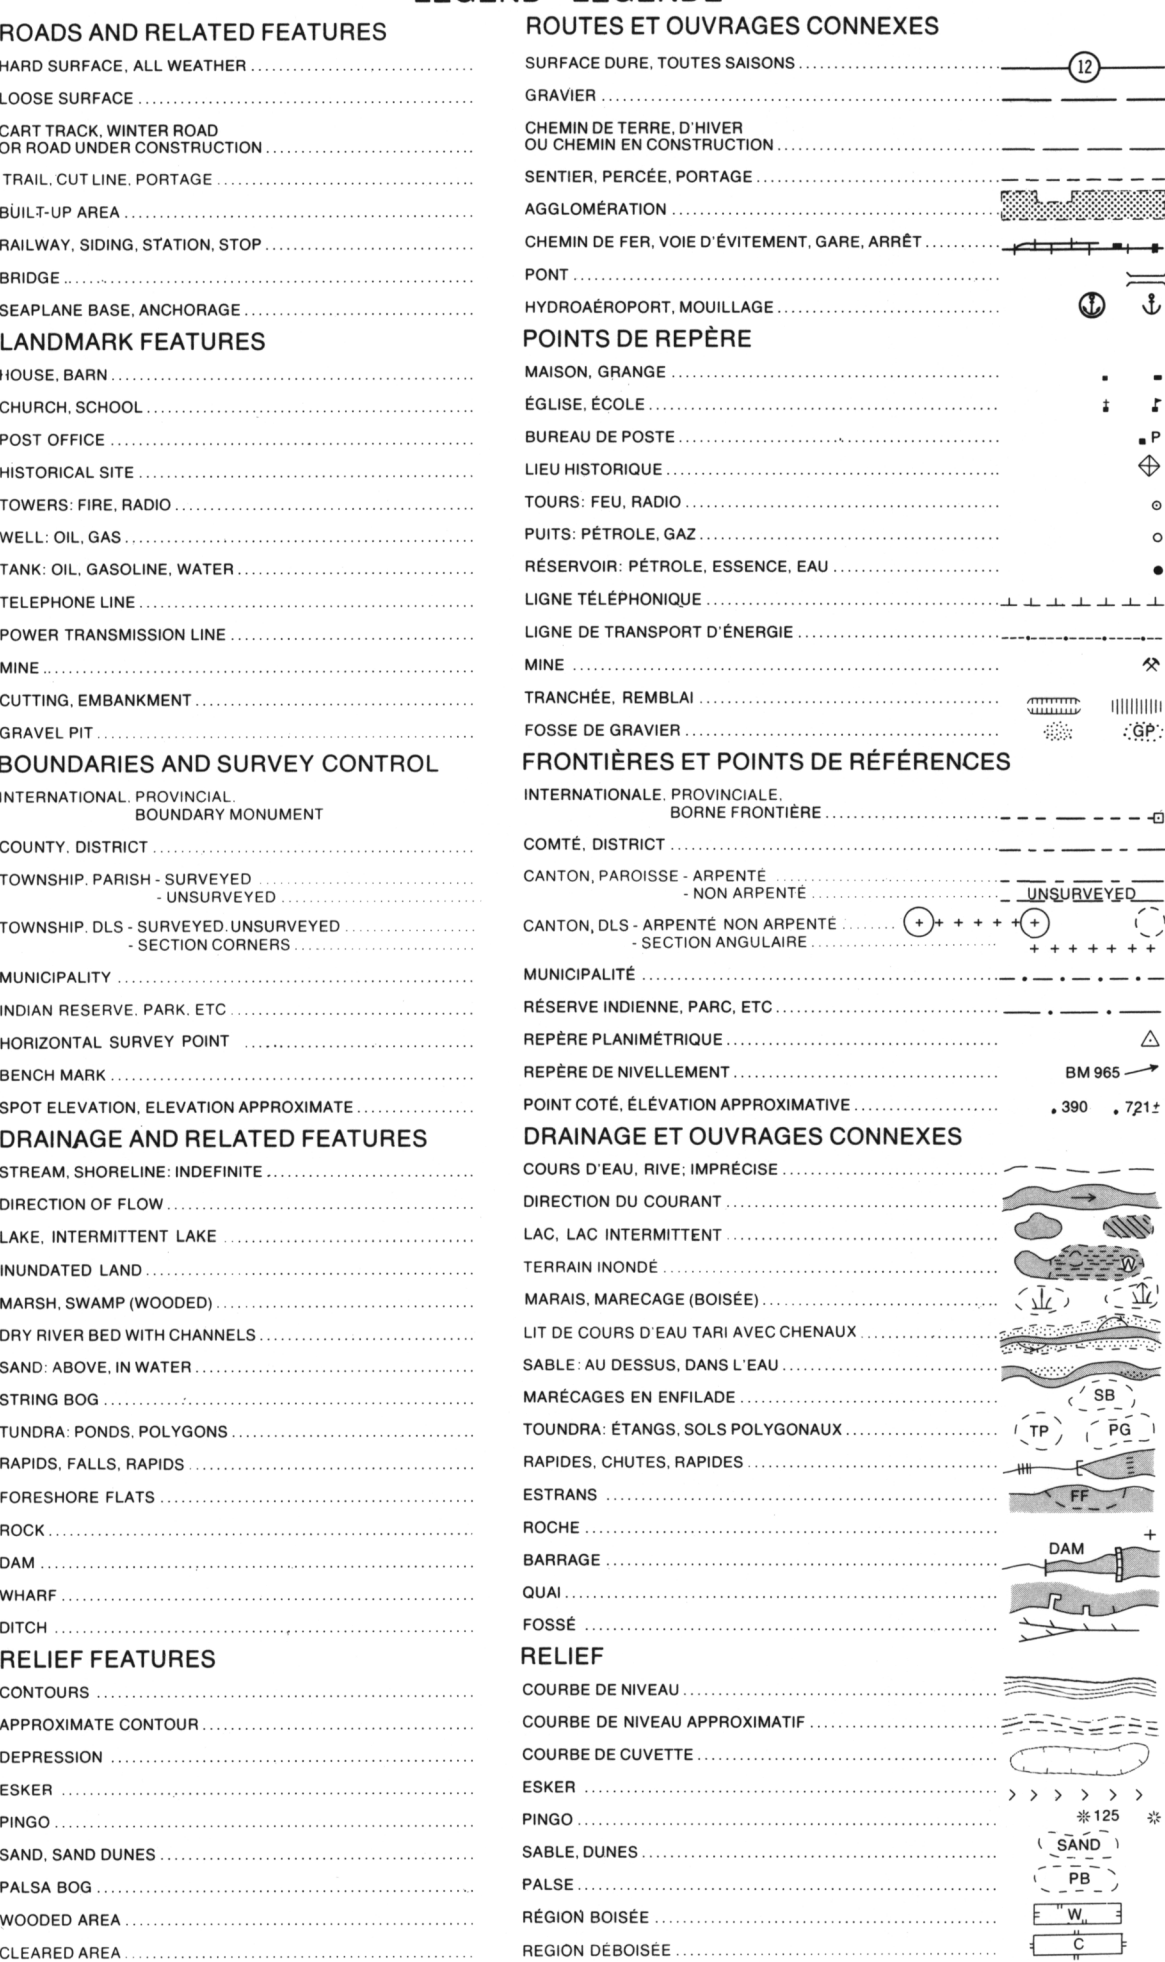 LEGEND - LÉGENDE
ROADS AND RELATED FEATURES
HARD SURFACE, ALL WEATHER
LOOSE SURFACE
CART TRACK, WINTER ROAD
OR ROAD UNDER CONSTRUCTION
TRAIL, CUT LINE, PORTAGE
BUILT-UP AREA
RAILWAY, SIDING, STATION, STOP
BRIDGE
SEAPLANE BASE, ANCHORAGE
LANDMARK FEATURES
HOUSE, BARN
CHURCH, SCHOOL
POST OFFICE
HISTORICAL SITE
TOWERS: FIRE, RADIO
WELL: OIL, GAS
TANK: OIL, GASOLINE, WATER
TELEPHONE LINE
POWER TRANSMISSION LINE
MINE
CUTTING, EMBANKMENT
GRAVEL PIT
BOUNDARIES AND SURVEY CONTROL
INTERNATIONAL, PROVINCIAL,
BOUNDARY MONUMENT
COUNTY, DISTRICT
TOWNSHIP, PARISH - SURVEYED
- UNSURVEYED
TOWNSHIP, DLS - SURVEYED, UNSURVEYED
- SECTION CORNERS
MUNICIPALITY
INDIAN RESERVE, PARK, ETC
HORIZONTAL SURVEY POINT
BENCH MARK
SPOT ELEVATION, ELEVATION APPROXIMATE
DRAINAGE AND RELATED FEATURES
STREAM, SHORELINE: INDEFINITE
DIRECTION OF FLOW
LAKE, INTERMITTENT LAKE
INUNDATED LAND
MARSH, SWAMP (WOODED)
DRY RIVER BED WITH CHANNELS
SAND: ABOVE, IN WATER
STRING BOG
TUNDRA: PONDS, POLYGONS
RAPIDS, FALLS, RAPIDS
FORESHORE FLATS
ROCK
DAM
WHARF
DITCH
RELIEF FEATURES
CONTOURS
APPROXIMATE CONTOUR
DEPRESSION
ESKER
PINGO
SAND, SAND DUNES
PALSA BOG
WOODED AREA
CLEARED AREA
ROUTES ET OUVRAGES CONNEXES
SURFACE DURE, TOUTES SAISONS 12
GRAVIER
CHEMIN DE TERRE, D'HIVER
OU CHEMIN EN CONSTRUCTION
SENTIER, PERCÉE, PORTAGE
AGGLOMÉRATION
CHEMIN DE FER, VOIE D'ÉVITEMENT, GARE, ARRÊT
PONT
HYDROAÉROPORT, MOUILLAGE
POINTS DE REPÈRE
MAISON, GRANGE
ÉGLISE, ÉCOLE
BUREAU DE POSTE P
LIEU HISTORIQUE
TOURS: FEU, RADIO
PUITS: PÉTROLE, GAZ
RÉSERVOIR: PÉTROLE, ESSENCE, EAU
LIGNE TÉLÉPHONIQUE
LIGNE DE TRANSPORT D'ÉNERGIE
MINE
TRANCHÉE, REMBLAI
FOSSE DE GRAVIER GP
FRONTIÈRES ET POINTS DE RÉFÉRENCES
INTERNATIONALE, PROVINCIALE,
BORNE FRONTIÈRE
COMTÉ, DISTRICT
CANTON, PAROISSE - ARPENTÉ
- NON ARPENTÉ UNSURVEYED
CANTON, DLS - ARPENTÉ NON ARPENTÉ
- SECTION ANGULAIRE
MUNICIPALITÉ
RÉSERVE INDIENNE, PARC, ETC
REPÈRE PLANIMÉTRIQUE
REPÈRE DE NIVELLEMENT BM 965
POINT COTÉ, ÉLÉVATION APPROXIMATIVE .390 .721±
DRAINAGE ET OUVRAGES CONNEXES
COURS D'EAU, RIVE; IMPRÉCISE
DIRECTION DU COURANT
LAC, LAC INTERMITTENT
TERRAIN INONDÉ W
MARAIS, MARECAGE (BOISÉE)
LIT DE COURS D'EAU TARI AVEC CHENAUX
SABLE: AU DESSUS, DANS L'EAU
MARÉCAGES EN ENFILADE SB
TOUNDRA: ÉTANGS, SOLS POLYGONAUX TP PG
RAPIDES, CHUTES, RAPIDES
ESTRANS FF
ROCHE
BARRAGE DAM
QUAI
FOSSÉ
RELIEF
COURBE DE NIVEAU
COURBE DE NIVEAU APPROXIMATIF
COURBE DE CUVETTE
ESKER
PINGO 125
SABLE, DUNES SAND
PALSE PB
RÉGION BOISÉE W
REGION DÉBOISÉE C